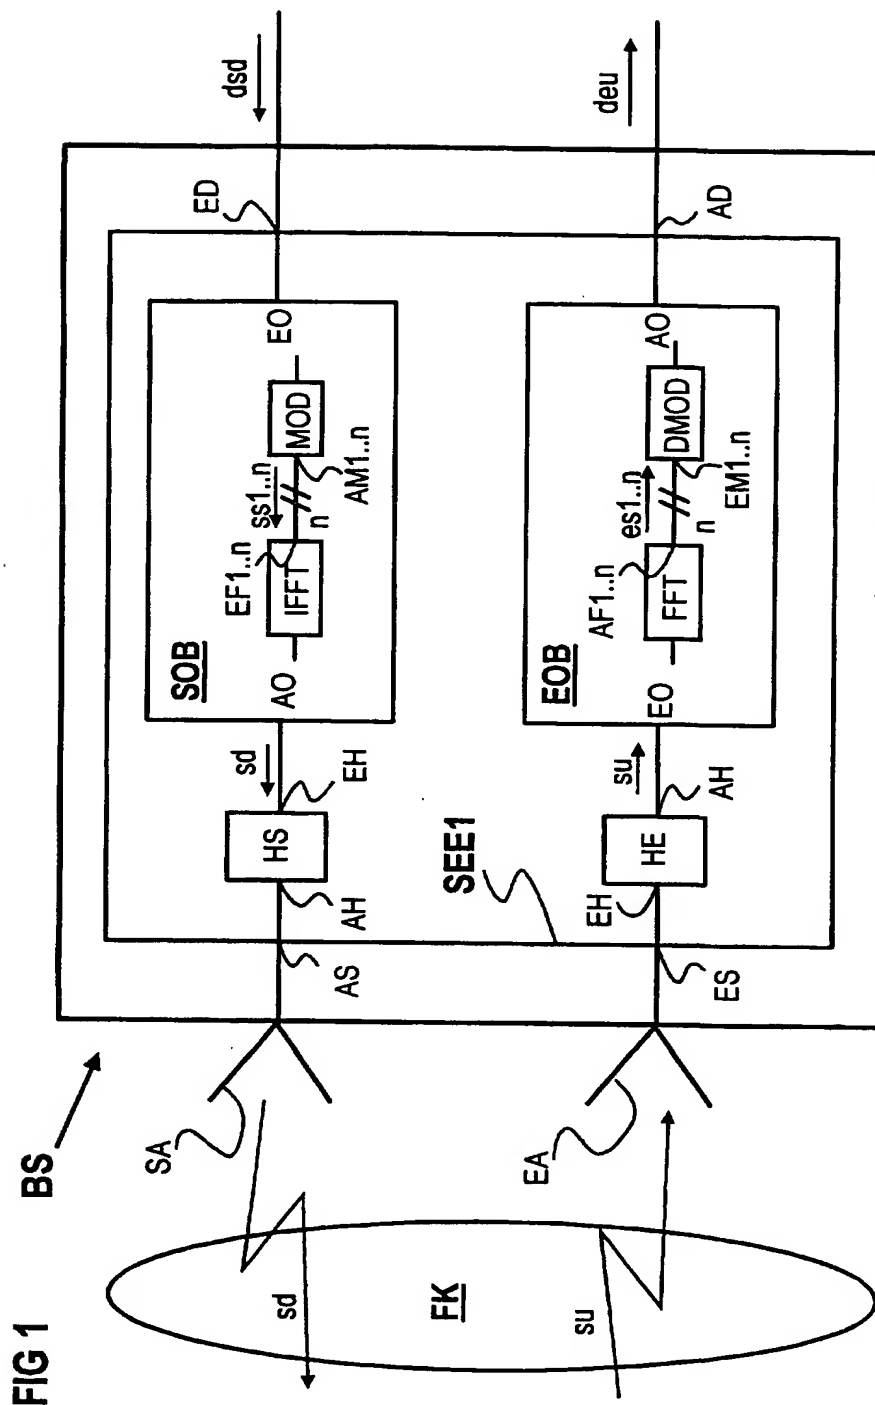 FIG 1
BS
FK
sd
su
SA
EA
AS
ES
SEE1
AH
HS
EH
sd
EH
HE
AH
su
SOB
AO
IFFT
EF1..n
ss1..n
n
MOD
AM1..n
EO
EOB
EO
FFT
AF1..n
es1..n
n
DMOD
EM1..n
AO
ED
AD
dsd
deu